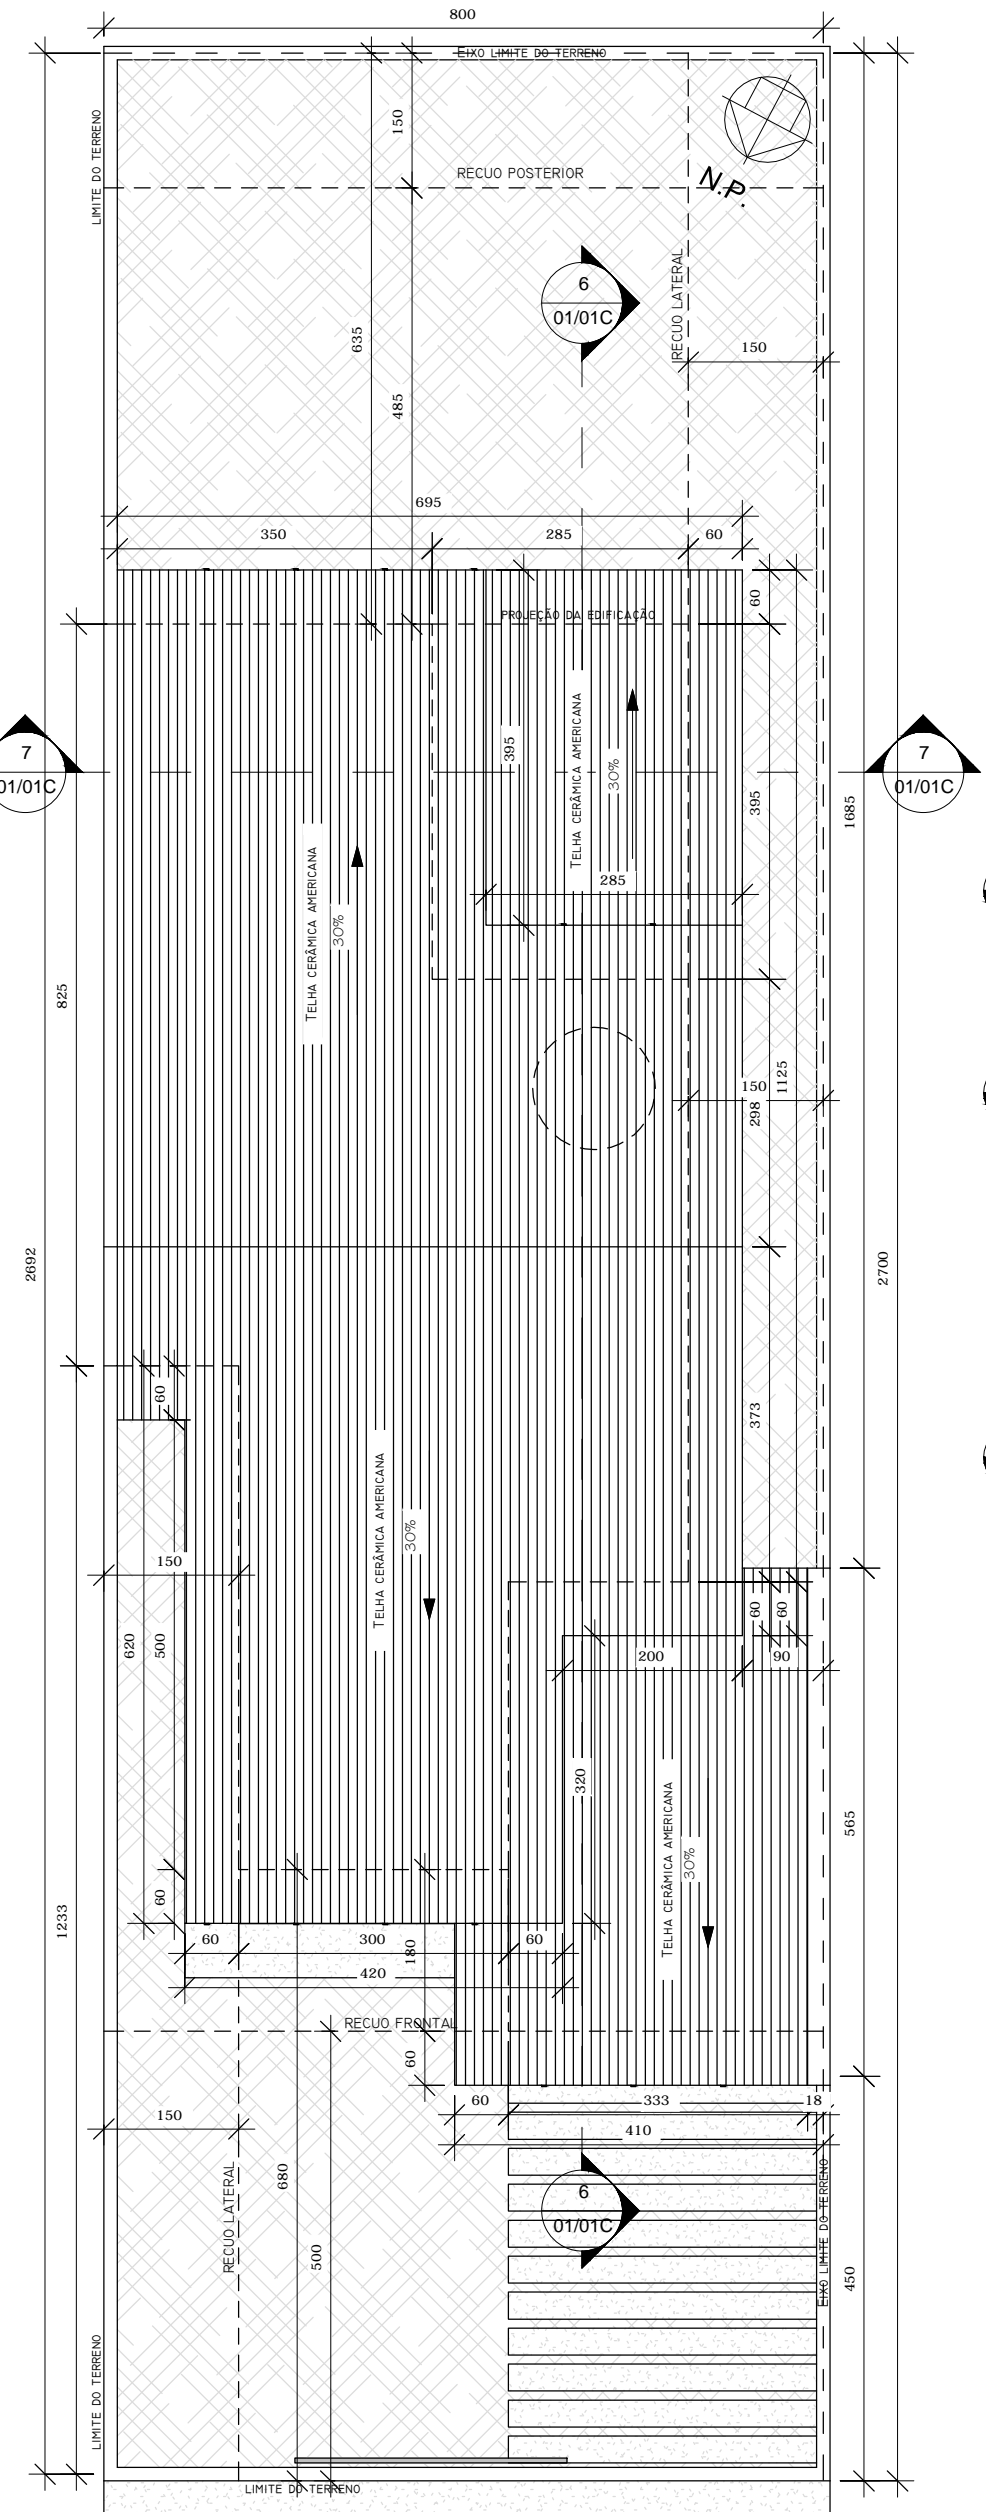 800
EIXO LIMITE DO TERRENO
LIMITE DO TERRENO
150
RECUO POSTERIOR
N.P.
RECUO LATERAL
6
01/01C
635
150
485
695
350
285
60
60
PROJEÇÃO DA EDIFICAÇÃO
TELHA CERÂMICA AMERICANA
30%
395
7
01/01C
7
01/01C
395
1685
TELHA CERÂMICA AMERICANA
30%
285
825
150
1125
298
2692
2700
60
373
TELHA CERÂMICA AMERICANA
30%
150
620
500
60
60
200
90
320
565
TELHA CERÂMICA AMERICANA
30%
60
1233
60
300
60
180
420
RECUO FRONTAL
60
60
333
18
150
410
RECUO LATERAL
680
500
6
01/01C
EIXO LIMITE DO TERRENO
450
LIMITE DO TERRENO
LIMITE DO TERRENO